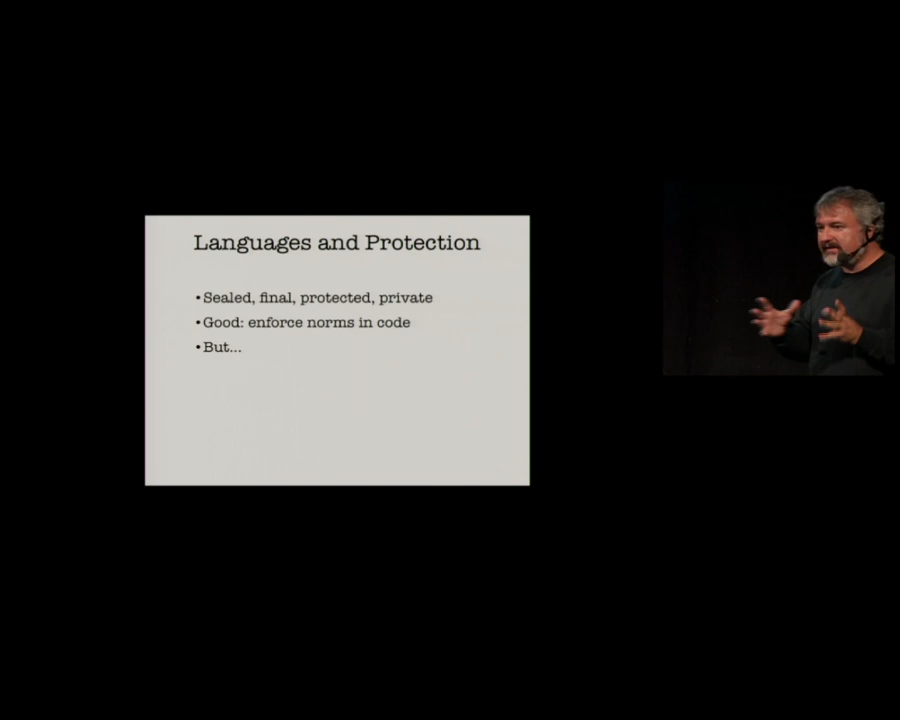 Languages and Protection
•Sealed, final, protected, private
•Good: enforce norms in code
•But...